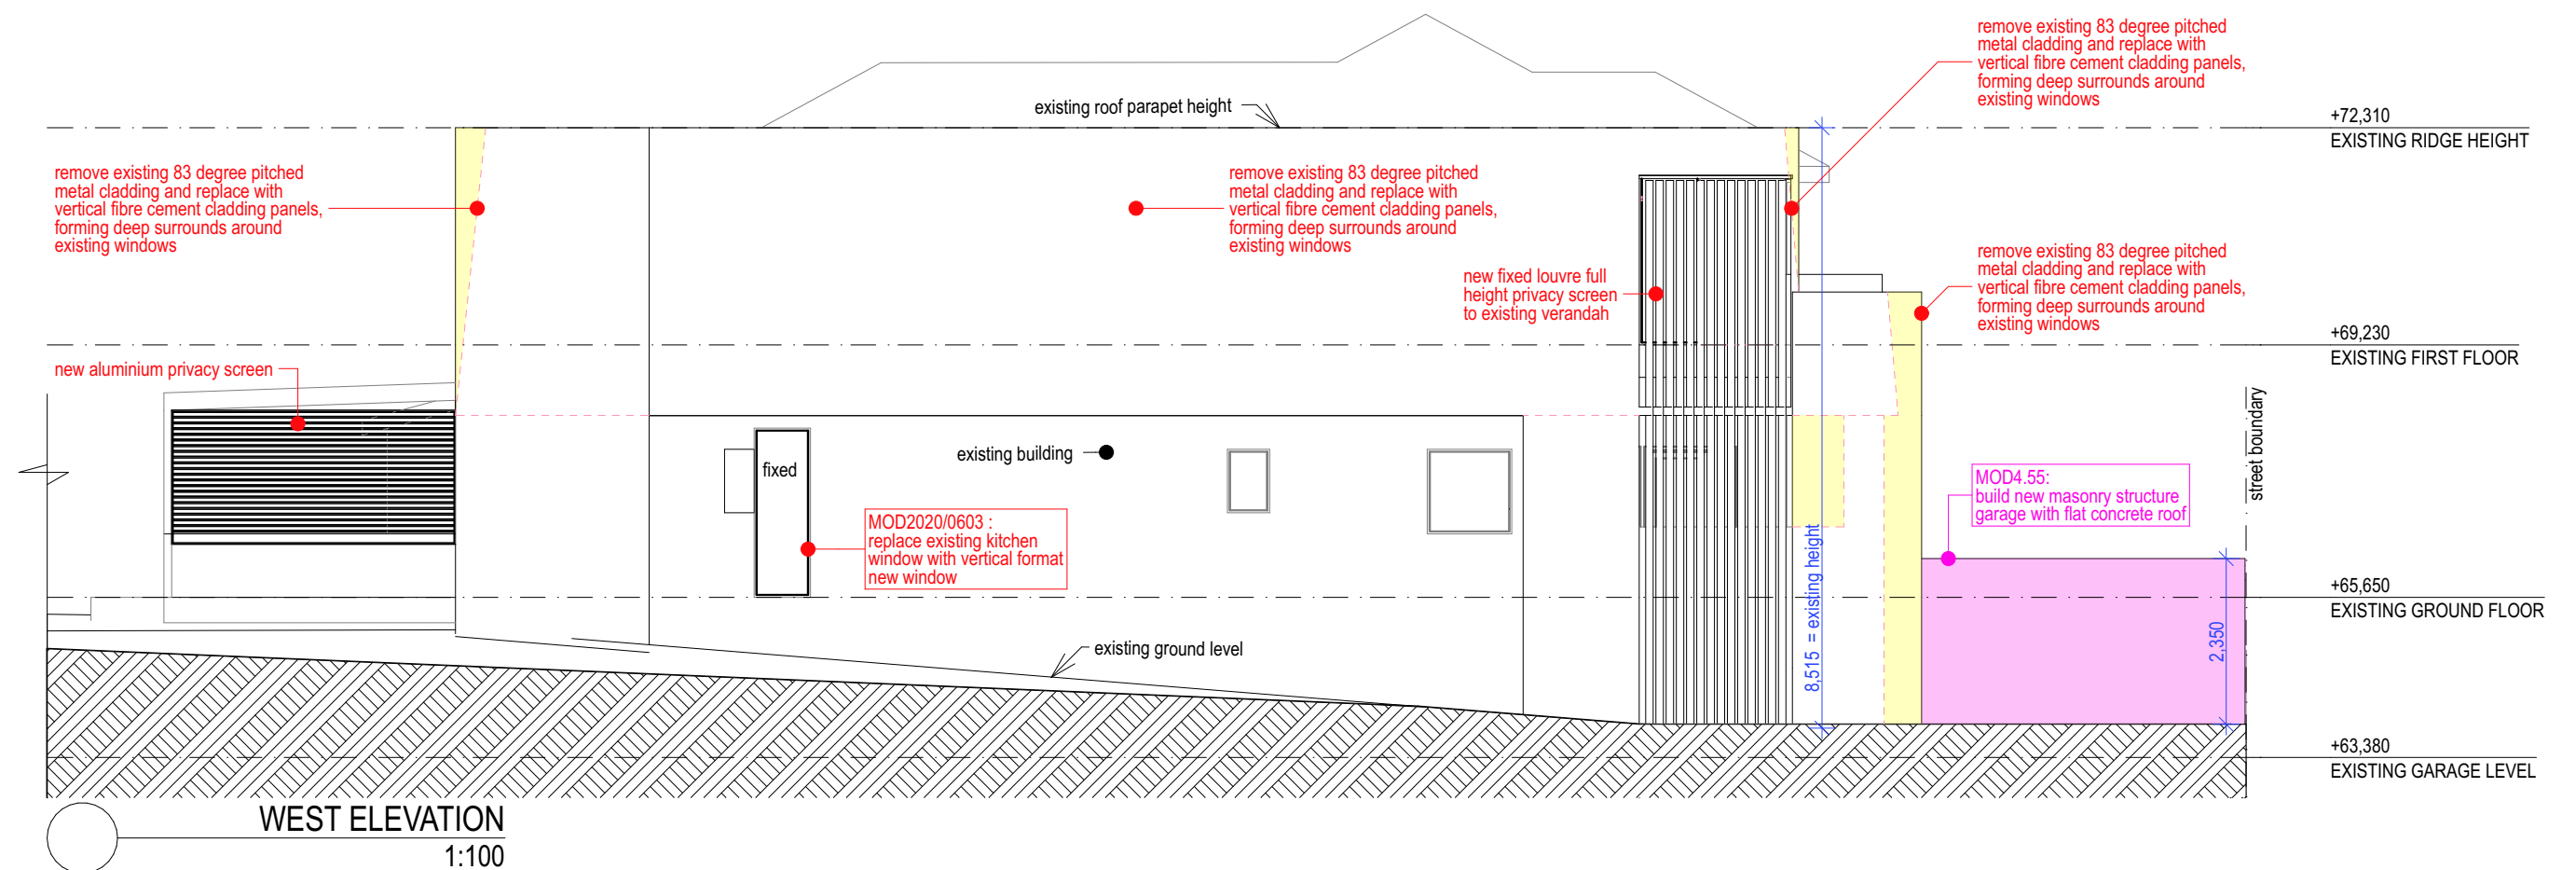 remove existing 83 degree pitched
metal cladding and replace with
vertical fibre cement cladding panels,
forming deep surrounds around
existing windows
existing roof parapet height
+72,310
EXISTING RIDGE HEIGHT
remove existing 83 degree pitched
metal cladding and replace with
vertical fibre cement cladding panels,
forming deep surrounds around
existing windows
remove existing 83 degree pitched
metal cladding and replace with
vertical fibre cement cladding panels,
forming deep surrounds around
existing windows
new fixed louvre full
height privacy screen
to existing verandah
remove existing 83 degree pitched
metal cladding and replace with
vertical fibre cement cladding panels,
forming deep surrounds around
existing windows
+69,230
EXISTING FIRST FLOOR
new aluminium privacy screen
street boundary
existing building
fixed
MOD4.55:
build new masonry structure
garage with flat concrete roof
MOD2020/0603 :
replace existing kitchen
window with vertical format
new window
8,515 = existing height
+65,650
EXISTING GROUND FLOOR
2,350
existing ground level
+63,380
EXISTING GARAGE LEVEL
WEST ELEVATION
1:100